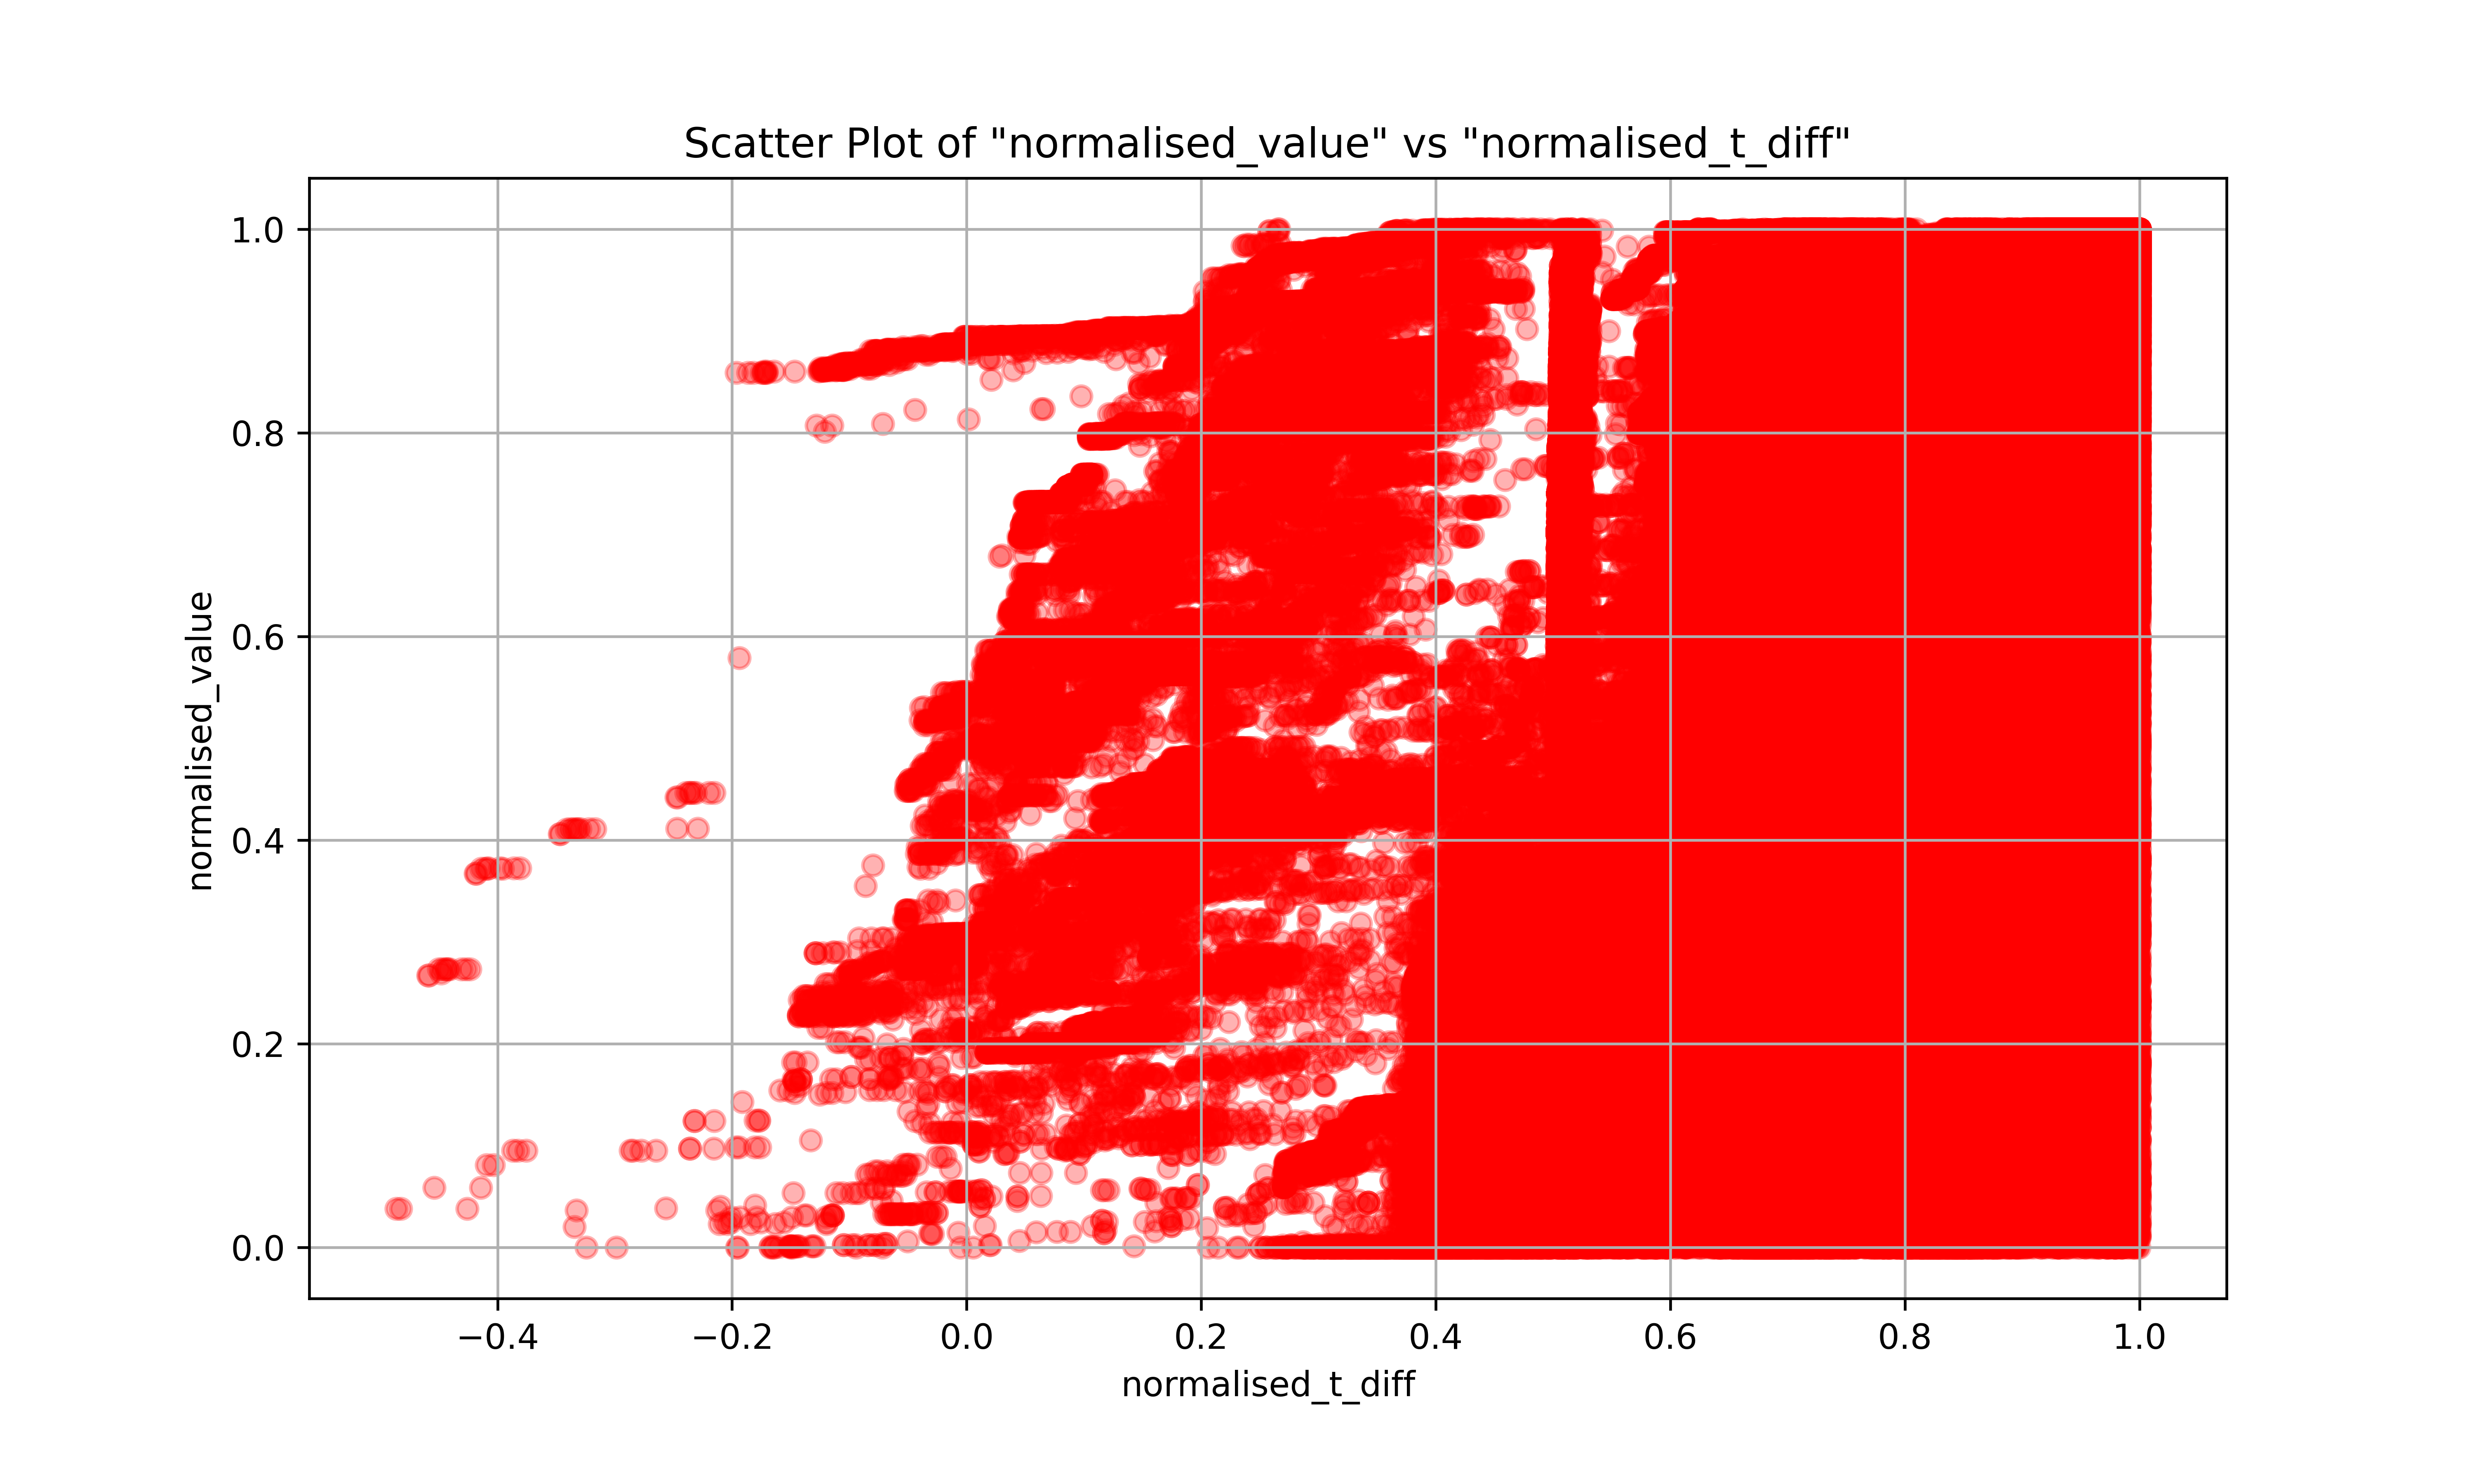 Scatter Plot of "normalised_value" vs "normalised_t_diff"
1.0
0.8
0.6
0.4
0.2
0.0
normalised_value
−0.4 −0.2 0.0 0.2 0.4 0.6 0.8 1.0
normalised_t_diff